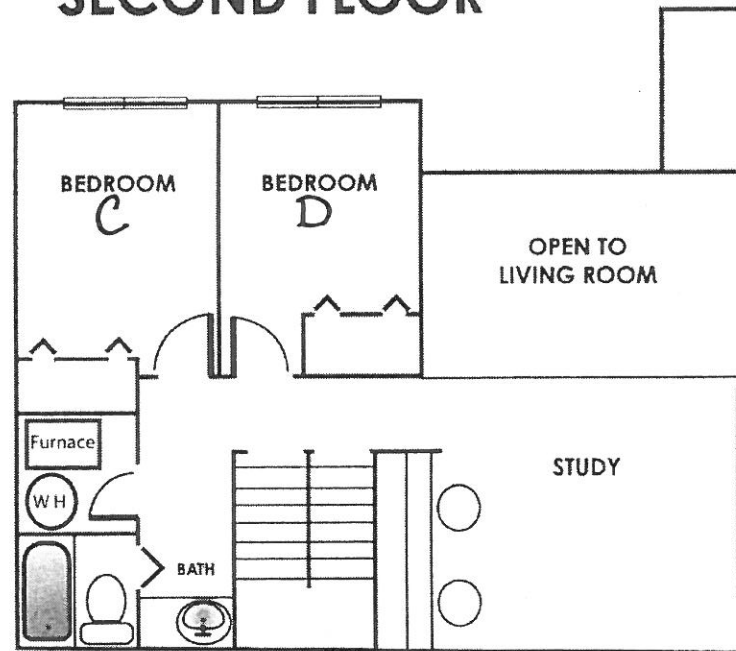 SECOND FLOOR
BEDROOM
C
BEDROOM
D
OPEN TO
LIVING ROOM
Furnace
WH
STUDY
BATH